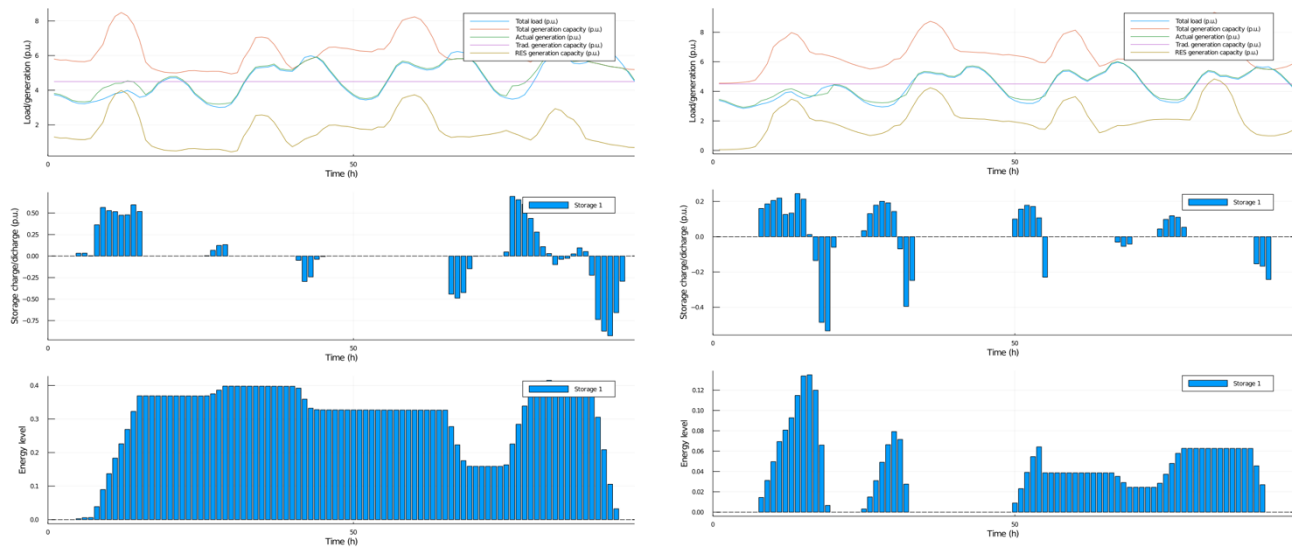 Load/generation (p.u.)
8
6
4
2
0
50
Time (h)
Total load (p.u.)
Total generation capacity (p.u.)
Actual generation (p.u.)
Trad. generation capacity (p.u.)
RES generation capacity (p.u.)
Load/generation (p.u.)
8
6
4
2
0
0
50
Time (h)
Total load (p.u.)
Total generation capacity (p.u.)
Actual generation (p.u.)
Trad. generation capacity (p.u.)
RES generation capacity (p.u.)
Storage charge/dicharge (p.u.)
0.50
0.25
0.00
−0.25
−0.50
−0.75
0
50
Time (h)
Storage 1
Storage charge/dicharge (p.u.)
0.2
0.0
−0.2
−0.4
0
50
Time (h)
Storage 1
Energy level
0.4
0.3
0.2
0.1
0.0
0
50
Time (h)
Storage 1
Energy level
0.12
0.10
0.08
0.06
0.04
0.02
0.00
0
50
Time (h)
Storage 1